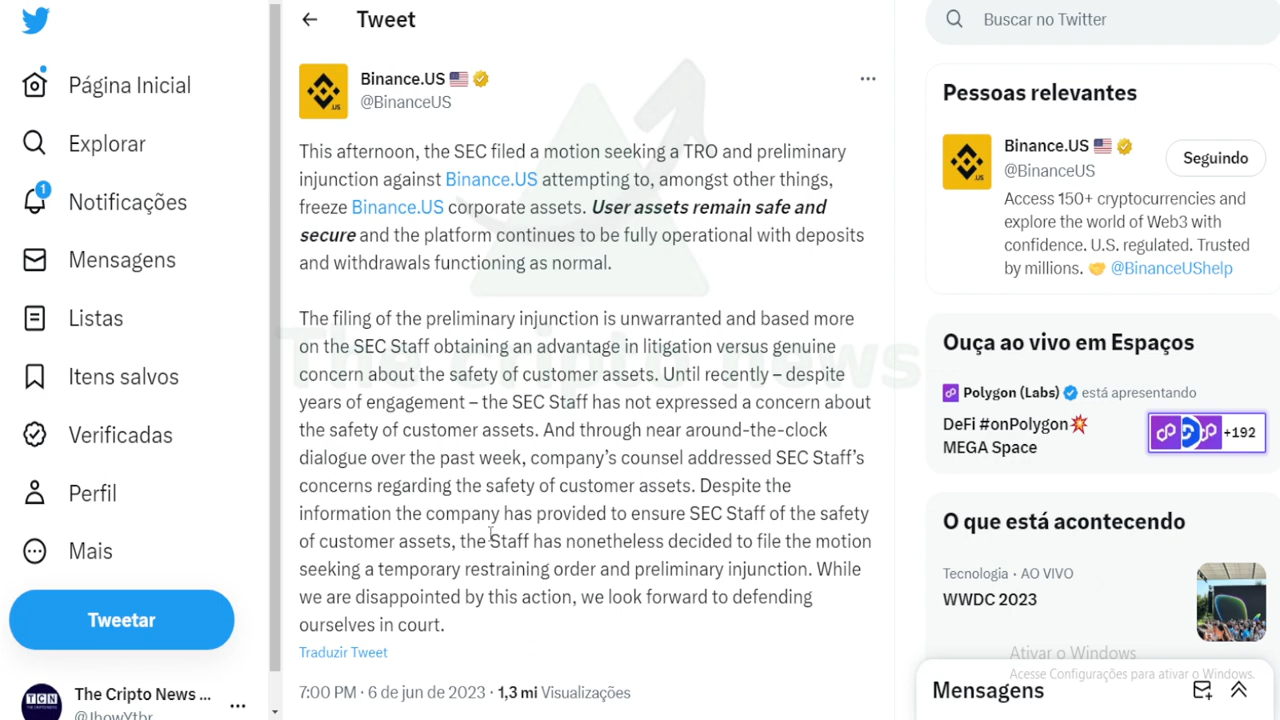 Tweet
Buscar no Twitter
Página Inicial
Explorar
1
Notificações
Mensagens
Listas
Itens salvos
Verificadas
Perfil
Mais
Tweetar
TCN
The Cripto News ...
@JhowYtbr
Binance.US
@BinanceUS
.US
This afternoon, the SEC filed a motion seeking a TRO and preliminary
injunction against Binance.US attempting to, amongst other things,
freeze Binance.US corporate assets. User assets remain safe and
secure and the platform continues to be fully operational with deposits
and withdrawals functioning as normal.
The filing of the preliminary injunction is unwarranted and based more
on the SEC Staff obtaining an advantage in litigation versus genuine
concern about the safety of customer assets. Until recently – despite
years of engagement – the SEC Staff has not expressed a concern about
the safety of customer assets. And through near around-the-clock
dialogue over the past week, company's counsel addressed SEC Staff's
concerns regarding the safety of customer assets. Despite the
information the company has provided to ensure SEC Staff of the safety
of customer assets, the Staff has nonetheless decided to file the motion
seeking a temporary restraining order and preliminary injunction. While
we are disappointed by this action, we look forward to defending
ourselves in court.
Traduzir Tweet
7:00 PM · 6 de jun de 2023 · 1,3 mi Visualizações
The cripto news
Pessoas relevantes
Binance.US
@BinanceUS
.US
Seguindo
Access 150+ cryptocurrencies and
explore the world of Web3 with
confidence. U.S. regulated. Trusted
by millions. 🤝 @BinanceUShelp
Ouça ao vivo em Espaços
Polygon (Labs) está apresentando
DeFi #onPolygon💥
MEGA Space
+192
O que está acontecendo
Tecnologia · AO VIVO
WWDC 2023
Ativar o Windows
Acesse Configurações para ativar o Windows.
Mensagens